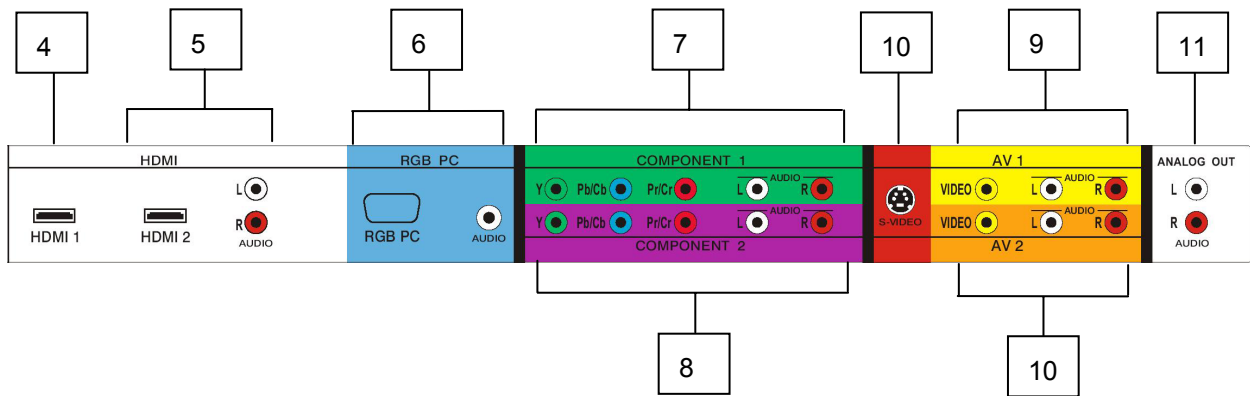 4 5 6 7 10 9 11
HDMI RGB PC COMPONENT 1 AV 1 ANALOG OUT
L Y Pb/Cb Pr/Cr L AUDIO R VIDEO L AUDIO R L
HDMI 1 HDMI 2 R AUDIO
RGB PC AUDIO
Y Pb/Cb Pr/Cr L AUDIO R
COMPONENT 2
S-VIDEO
VIDEO L AUDIO R
AV 2
R
AUDIO
8 10